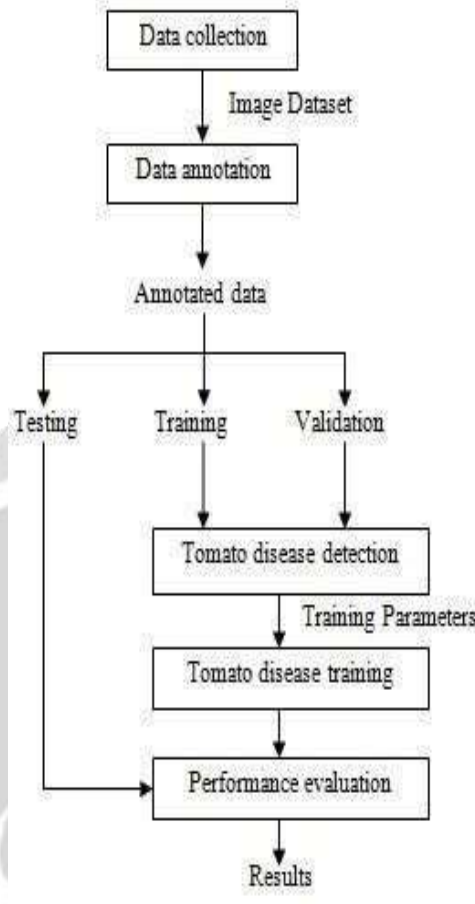 Data collection
Image Dataset
Data annotation
Annotated data
Testing
Training
Validation
Tomato disease detection
Training Parameters
Tomato disease training
Performance evaluation
Results